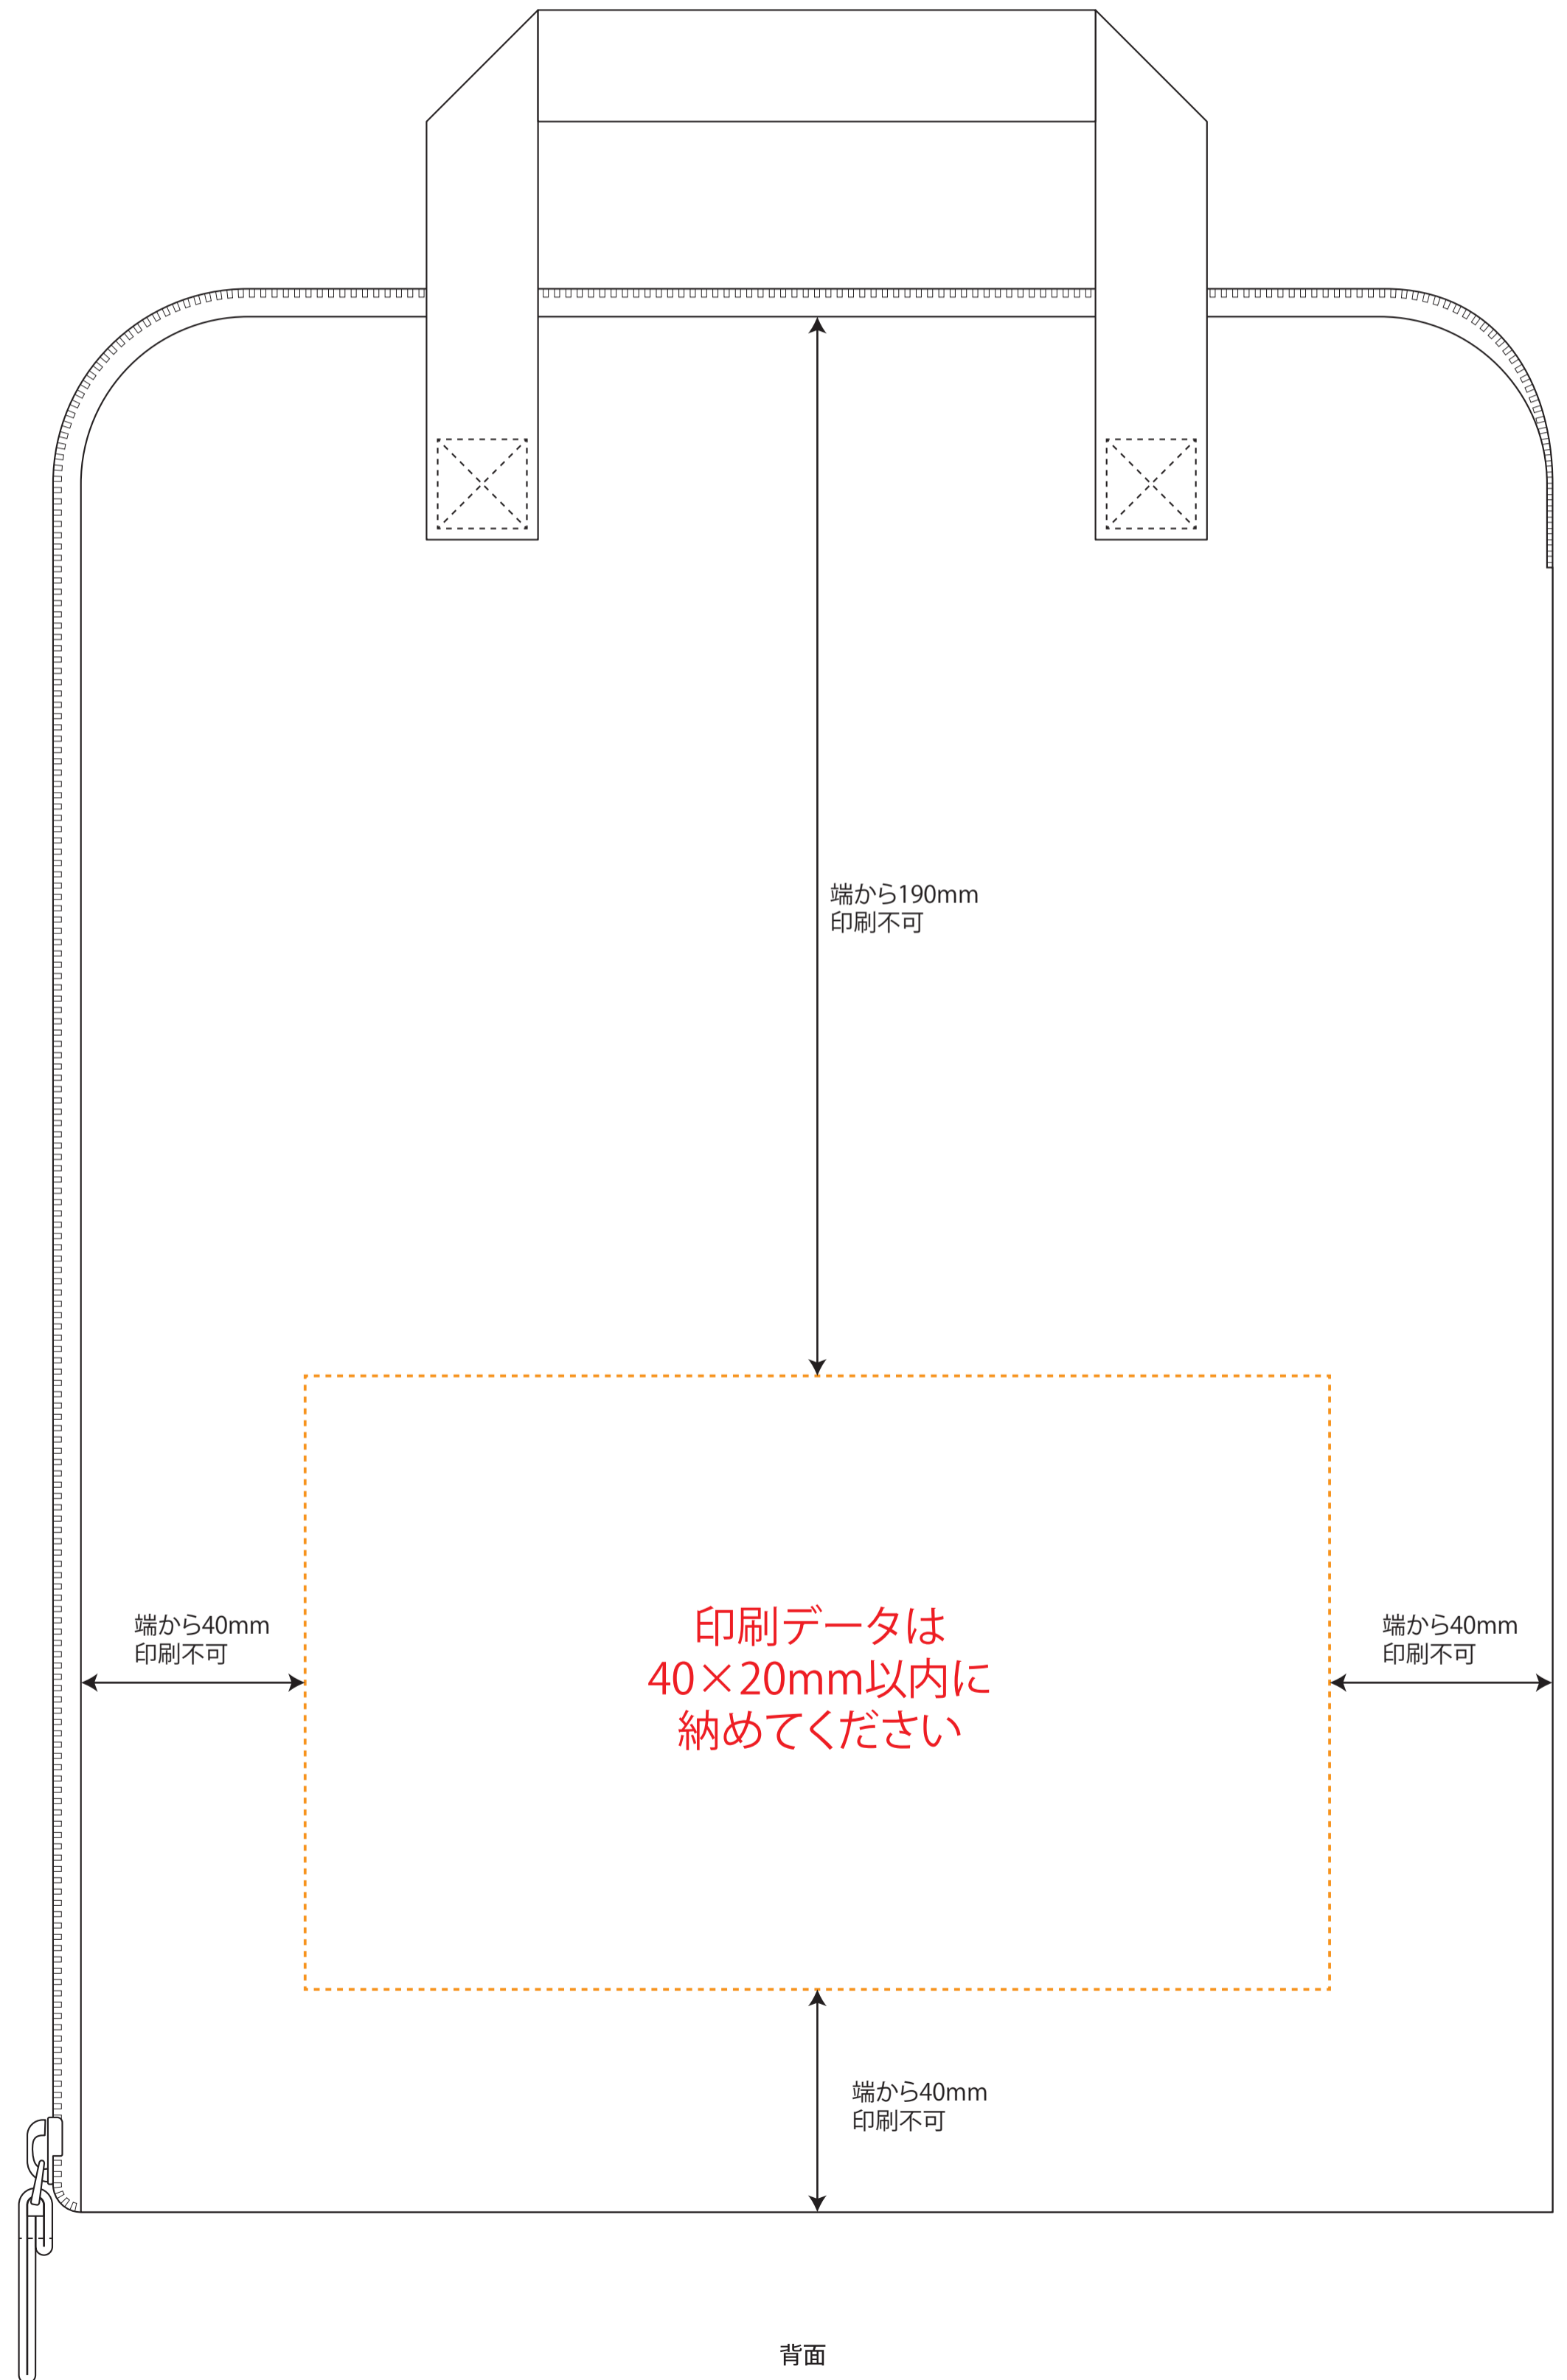 端から190mm
印刷不可
端から40mm
印刷不可
印刷データは
40×20mm以内に
納めてください
端から40mm
印刷不可
端から40mm
印刷不可
背面